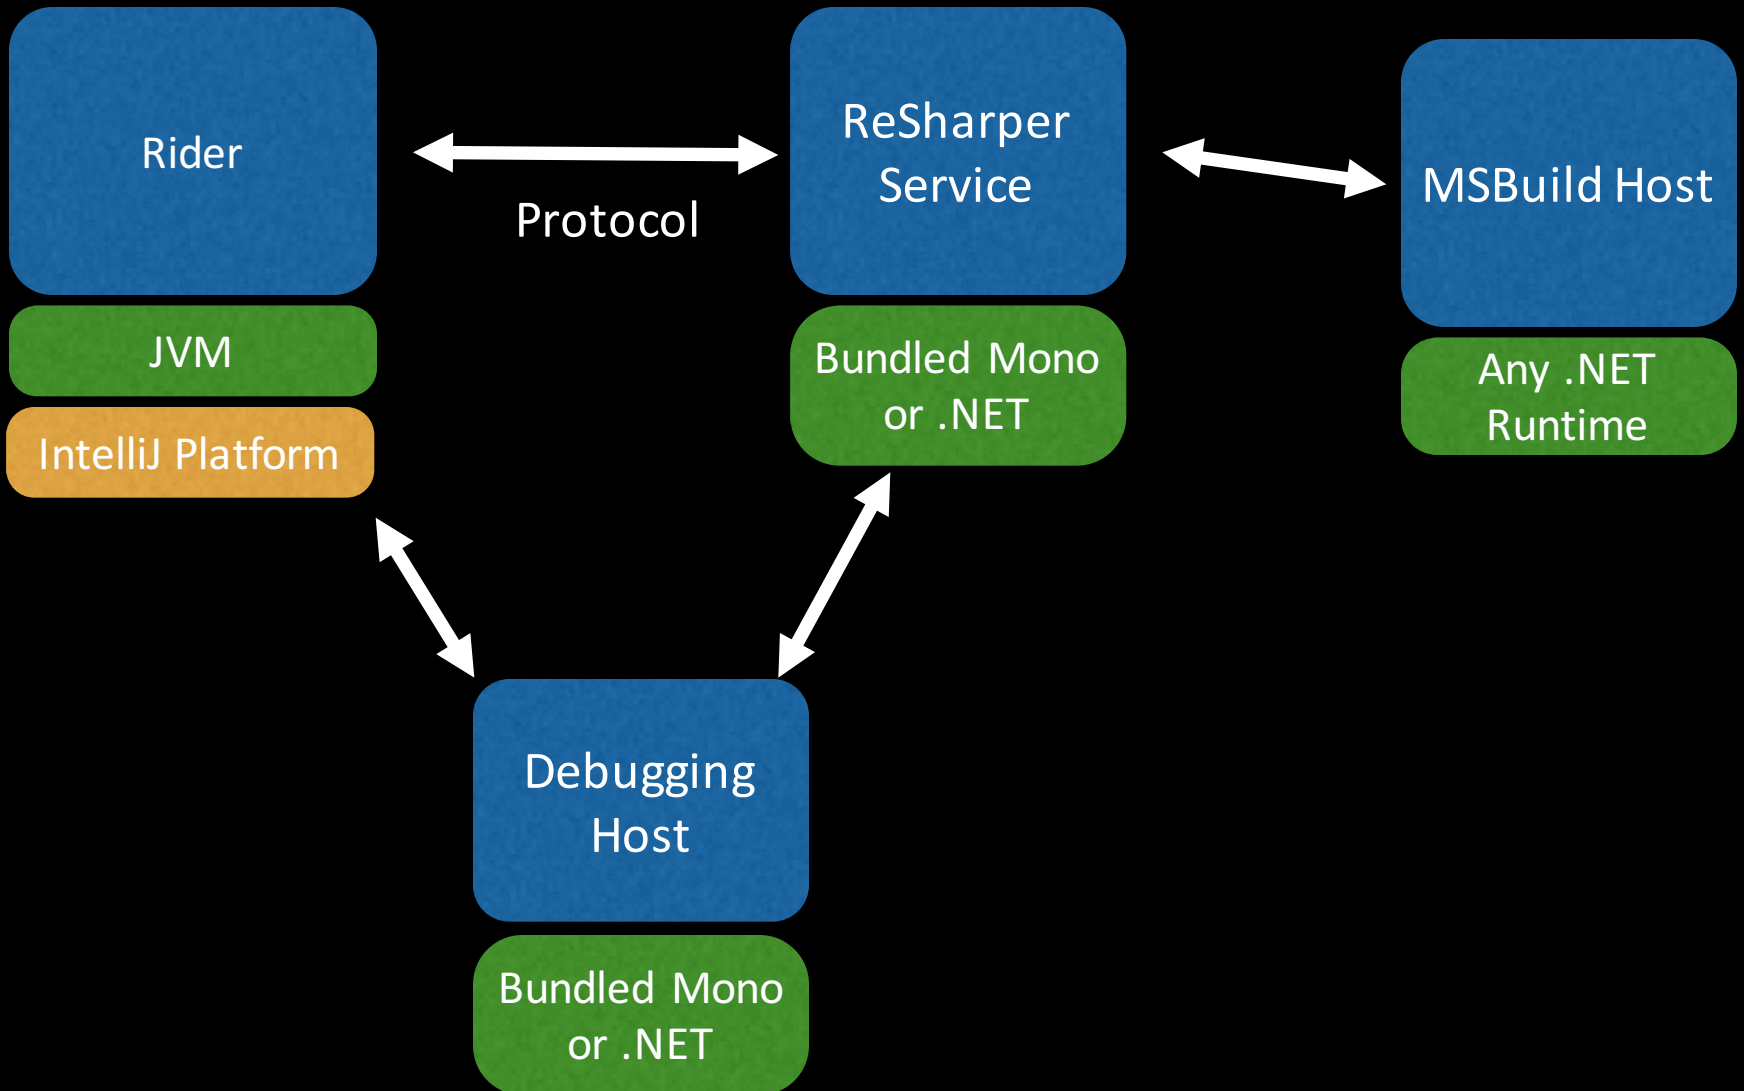 Rider
JVM
IntelliJ Platform
Protocol
ReSharper
Service
Bundled Mono
or .NET
MSBuild Host
Any .NET
Runtime
Debugging
Host
Bundled Mono
or .NET